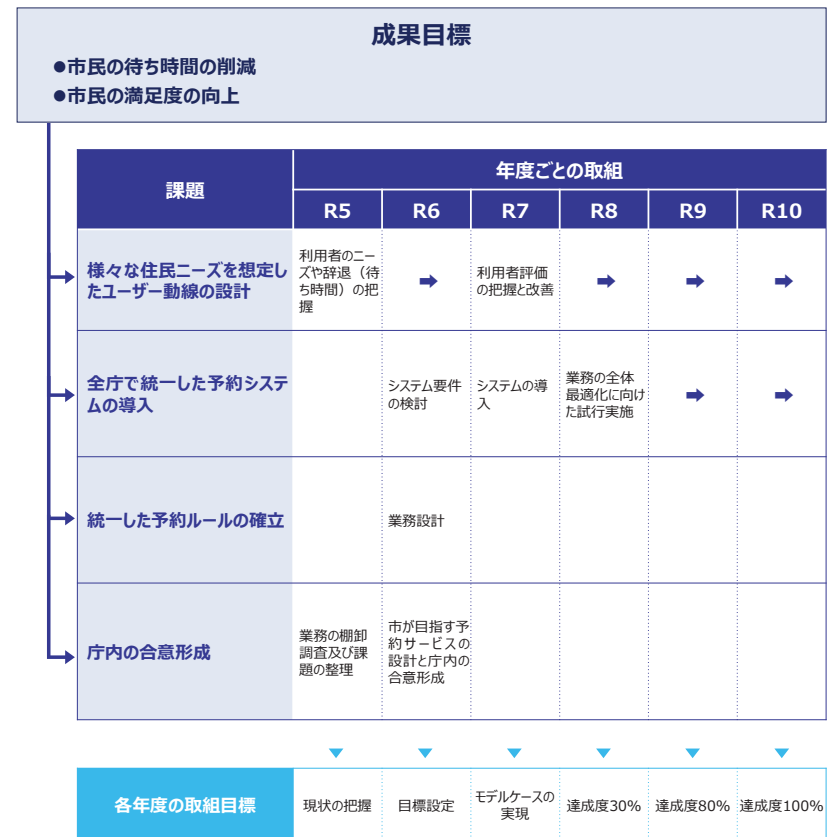 成果目標
●市民の待ち時間の削減
●市民の満足度の向上
課題
年度ごとの取組
R5 R6 R7 R8 R9 R10
様々な住民ニーズを想定し
たユーザー動線の設計
利用者のニー
ズや辞退（待
ち時間）の把
握
➡
利用者評価
の把握と改善
➡ ➡ ➡
全庁で統一した予約システ
ムの導入
システム要件
の検討
システムの導
入
業務の全体
最適化に向け
た試行実施
➡ ➡
統一した予約ルールの確立
業務設計
庁内の合意形成
業務の棚卸
調査及び課
題の整理
市が目指す予
約サービスの
設計と庁内の
合意形成
各年度の取組目標
現状の把握
目標設定
モデルケースの
実現
達成度30%
達成度80%
達成度100%